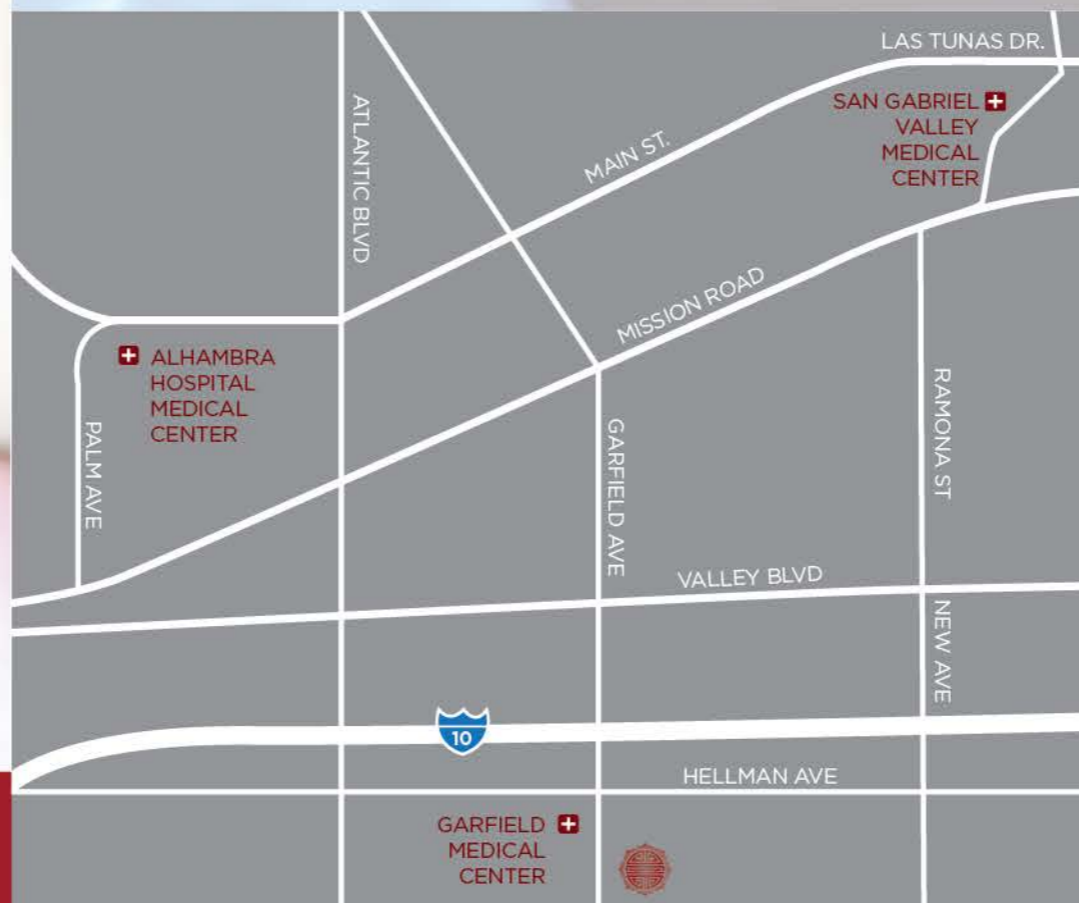 LAS TUNAS DR.
SAN GABRIEL
VALLEY
MEDICAL
CENTER
ATLANTIC BLVD
MAIN ST.
MISSION ROAD
ALHAMBRA
HOSPITAL
MEDICAL
CENTER
PALM AVE
GARFIELD AVE
RAMONA ST
VALLEY BLVD
NEW AVE
10
HELLMAN AVE
GARFIELD
MEDICAL
CENTER